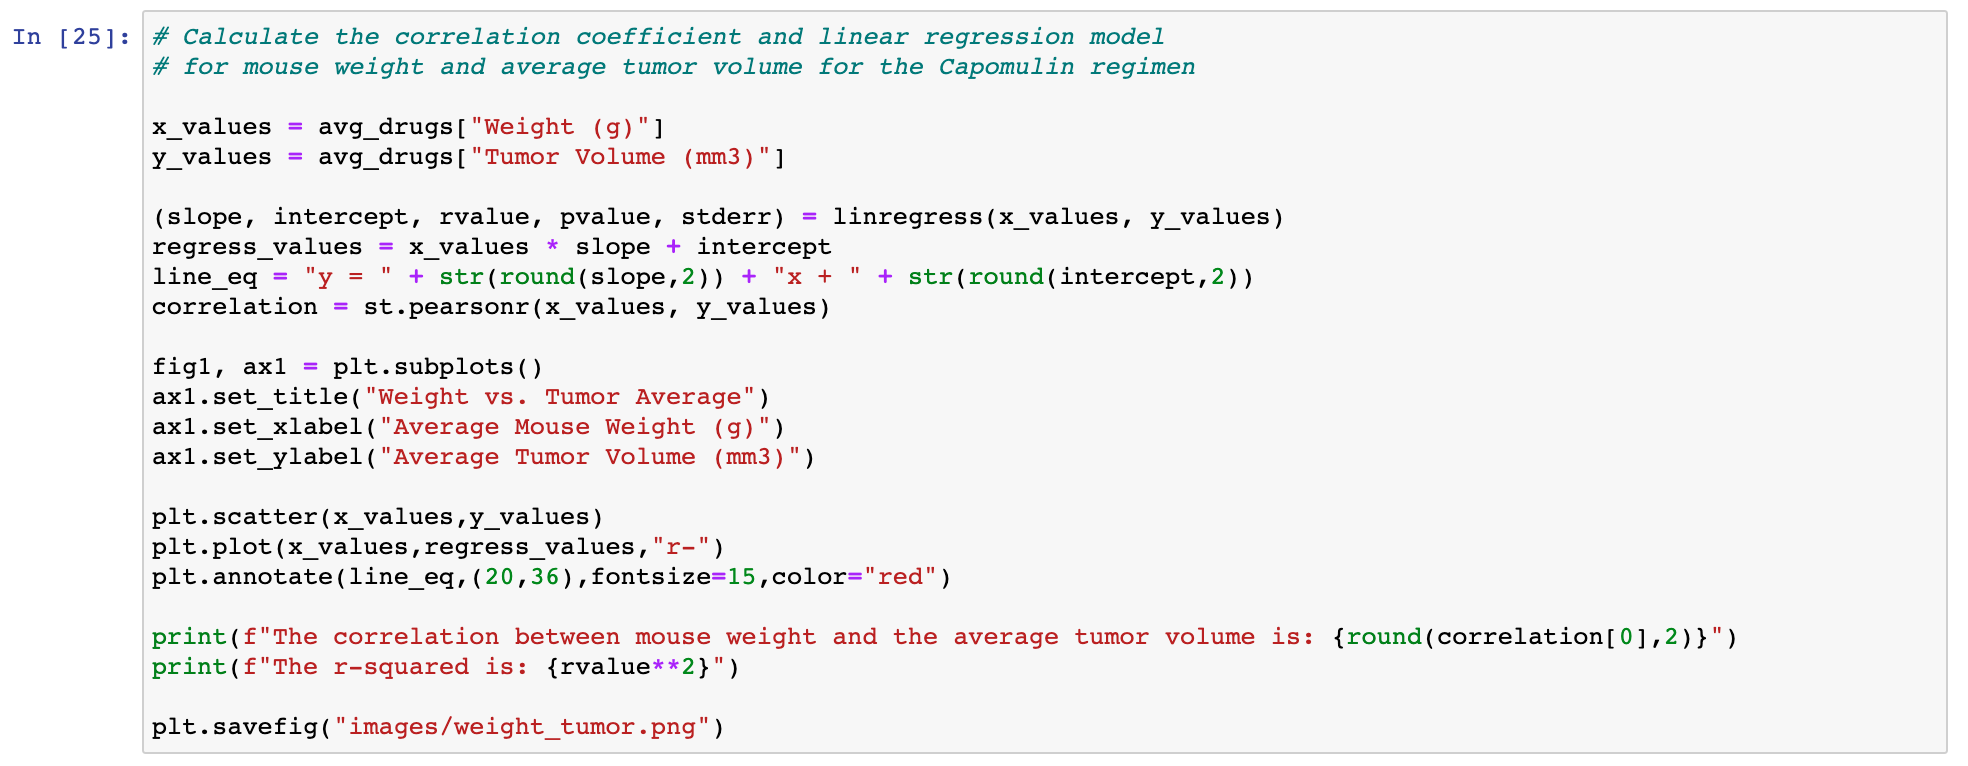 In [25]: # Calculate the correlation coefficient and linear regression model
# for mouse weight and average tumor volume for the Capomulin regimen
x_values = avg_drugs["Weight (g)"]
y_values = avg_drugs["Tumor Volume (mm3)"]
(slope, intercept, rvalue, pvalue, stderr) = linregress(x_values, y_values)
regress_values = x_values * slope + intercept
line_eq = "y = " + str(round(slope,2)) + "x + " + str(round(intercept,2))
correlation = st.pearsonr(x_values, y_values)
fig1, ax1 = plt.subplots()
ax1.set_title("Weight vs. Tumor Average")
ax1.set_xlabel("Average Mouse Weight (g)")
ax1.set_ylabel("Average Tumor Volume (mm3)")
plt.scatter(x_values,y_values)
plt.plot(x_values,regress_values,"r-")
plt.annotate(line_eq,(20,36),fontsize=15,color="red")
print(f"The correlation between mouse weight and the average tumor volume is: {round(correlation[0],2)}")
print(f"The r-squared is: {rvalue**2}")
plt.savefig("images/weight_tumor.png")